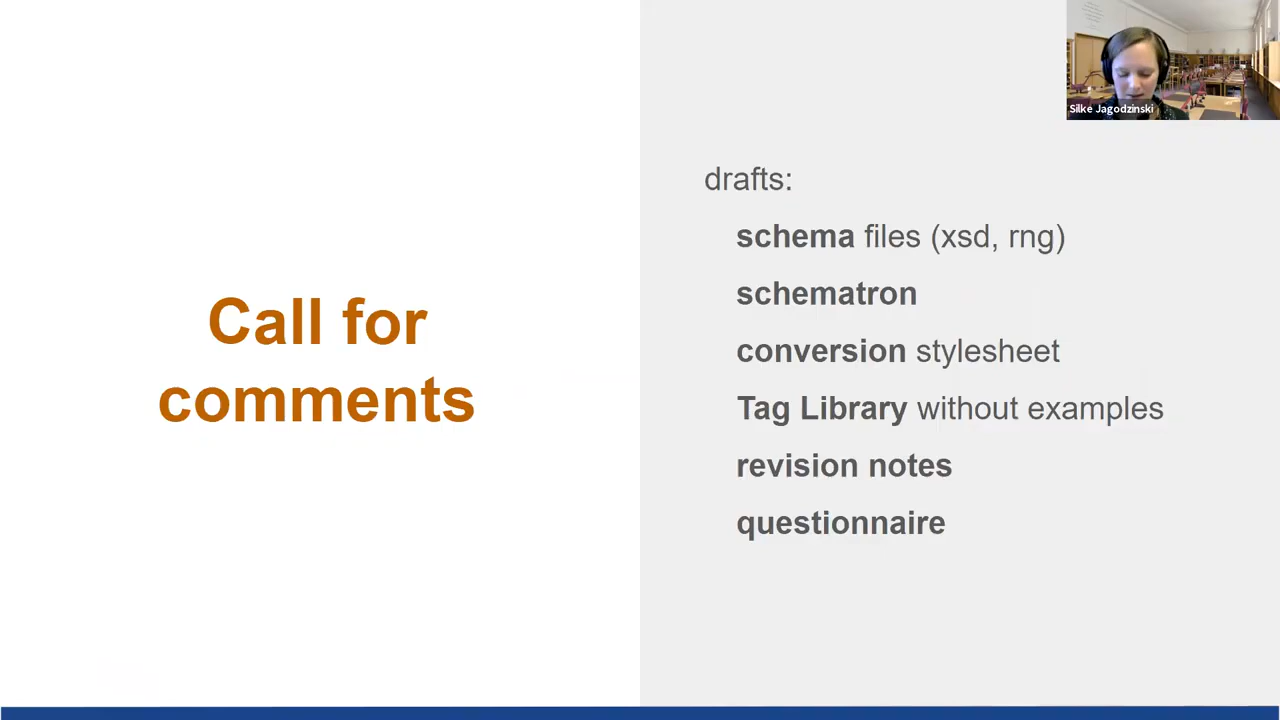 Call for
comments
drafts:
schema files (xsd, rng)
schematron
conversion stylesheet
Tag Library without examples
revision notes
questionnaire
Silke Jagodzinski